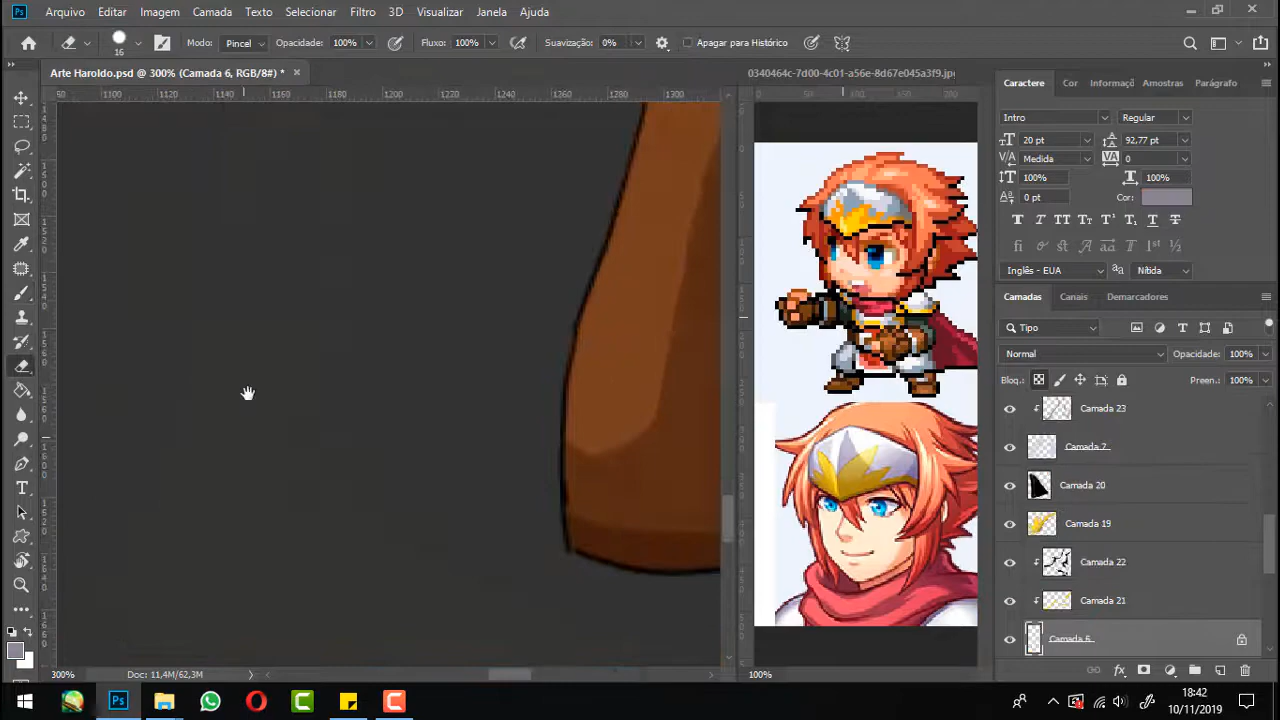 Ps Arquivo Editar Imagem Camada Texto Selecionar Filtro 3D Visualizar Janela Ajuda
16 Modo: Pincel Opacidade: 100% Fluxo: 100% Suavização: 0% Apagar para Histórico
Arte Haroldo.psd @ 300% (Camada 6, RGB/8#) * ×
0340464c-7d00-4c01-a56e-8d67e045a3f9.jpg
1100 1120 1140 1160 1180 1200 1220 1240 1260 1280 1300
Caractere Cor Informaçõ Amostras Parágrafo
Intro Regular
20 pt 92,77 pt
Medida 0
100% 100%
0 pt Cor:
Inglês - EUA Nítida
Camadas Canais Demarcadores
Tipo
Normal Opacidade: 100%
Bloq.: Preen.: 100%
Camada 23
Camada 7
Camada 20
Camada 19
Camada 22
Camada 21
Camada 6
300% Doc: 11,4M/62,3M
100%
18:42
10/11/2019